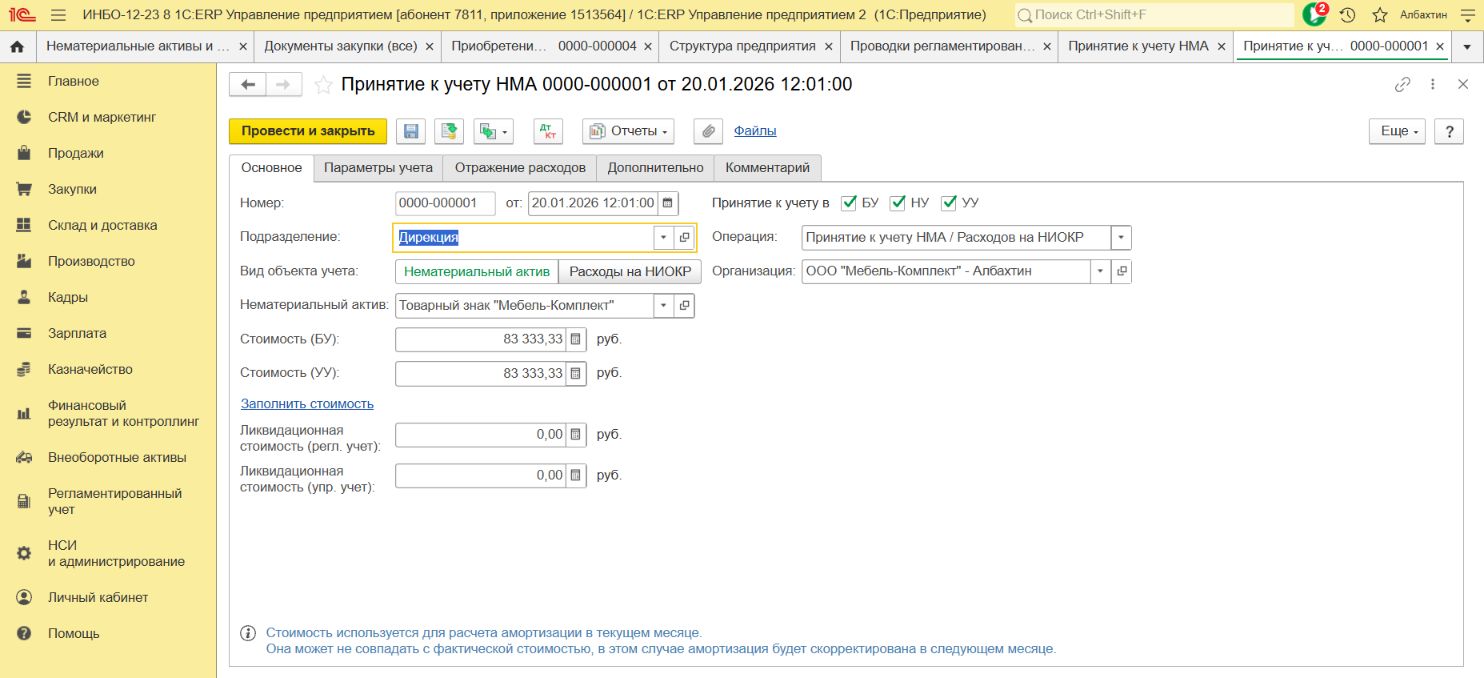 ИНБО-12-23 8 1С:ERP Управление предприятием [абонент 7811, приложение 1513564] / 1С:ERP Управление предприятием 2 (1С:Предприятие)
Поиск Ctrl+Shift+F
2
Албахтин
Нематериальные активы и ...
Документы закупки (все)
Приобретени... 0000-000004
Структура предприятия
Проводки регламентирован...
Принятие к учету НМА
Принятие к уч... 0000-000001
Главное
CRM и маркетинг
Продажи
Закупки
Склад и доставка
Производство
Кадры
Зарплата
Казначейство
Финансовый
результат и контроллинг
Внеоборотные активы
Регламентированный
учет
НСИ
и администрирование
Личный кабинет
Помощь
Принятие к учету НМА 0000-000001 от 20.01.2026 12:01:00
Провести и закрыть
Дт
Кт
Отчеты
Файлы
Еще
?
Основное
Параметры учета
Отражение расходов
Дополнительно
Комментарий
Номер: 0000-000001 от: 20.01.2026 12:01:00 Принятие к учету в БУ НУ УУ
Подразделение: Дирекция Операция: Принятие к учету НМА / Расходов на НИОКР
Вид объекта учета: Нематериальный актив Расходы на НИОКР Организация: ООО "Мебель-Комплект" - Албахтин
Нематериальный актив: Товарный знак "Мебель-Комплект"
Стоимость (БУ): 83 333,33 руб.
Стоимость (УУ): 83 333,33 руб.
Заполнить стоимость
Ликвидационная
стоимость (регл. учет): 0,00 руб.
Ликвидационная
стоимость (упр. учет): 0,00 руб.
Стоимость используется для расчета амортизации в текущем месяце.
Она может не совпадать с фактической стоимостью, в этом случае амортизация будет скорректирована в следующем месяце.